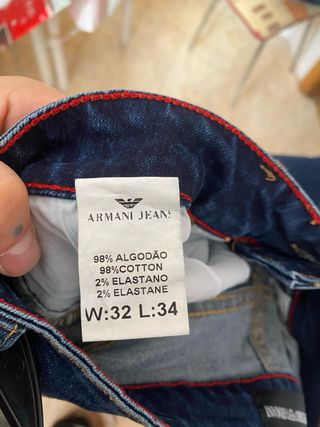 ARMANI JEANS
98% ALGODÃO
98%COTTON
2% ELASTANO
2% ELASTANE
W:32 L:34